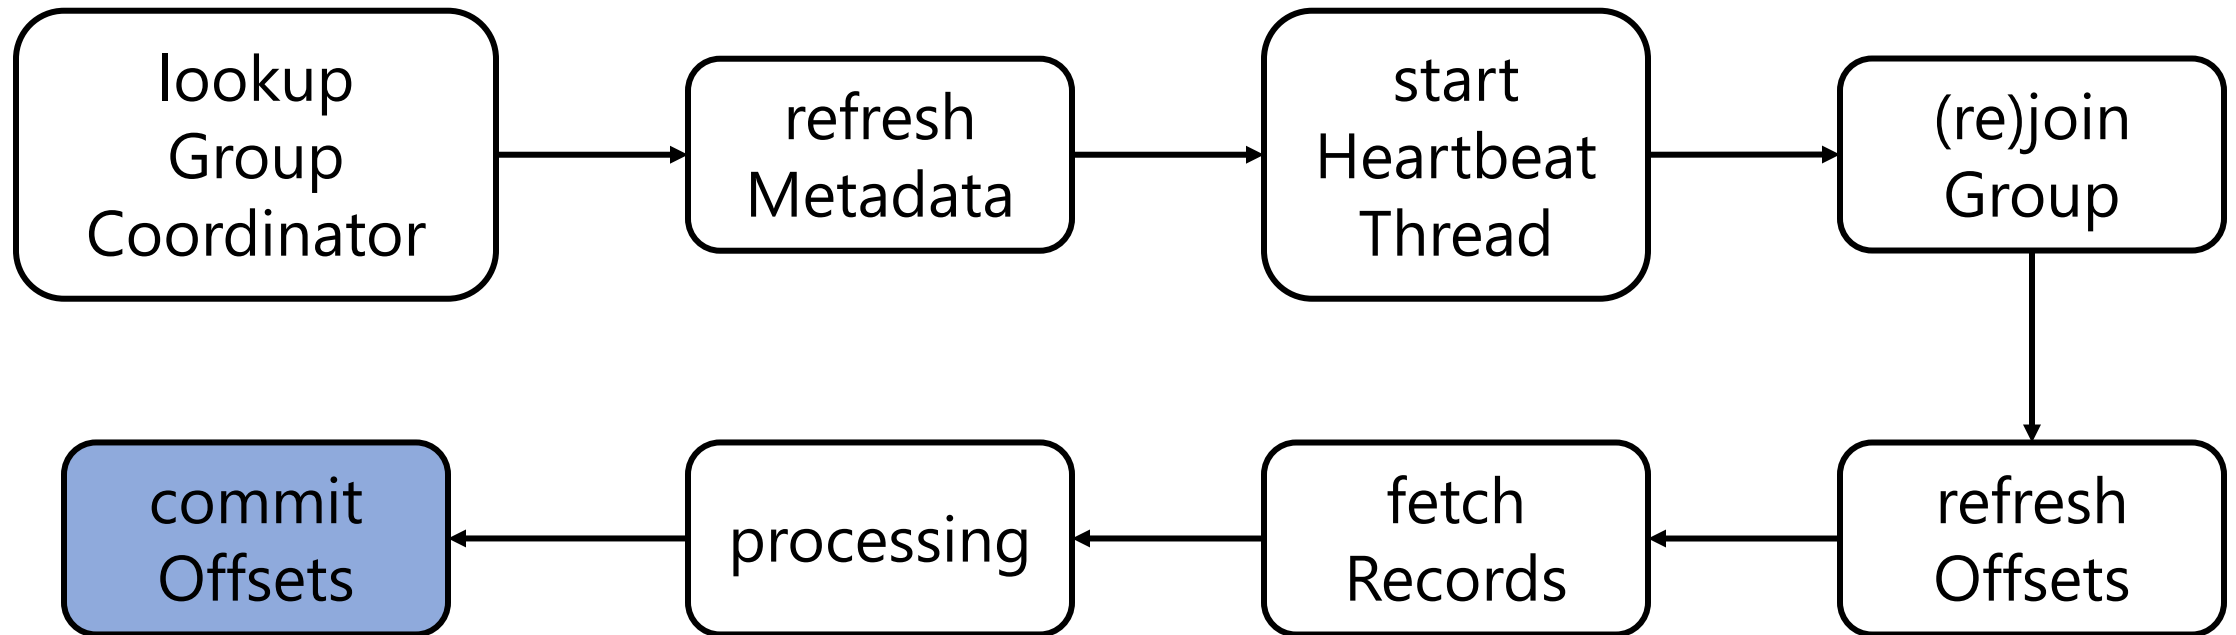 lookup
Group
Coordinator
refresh
Metadata
start
Heartbeat
Thread
(re)join
Group
commit
Offsets
processing
fetch
Records
refresh
Offsets